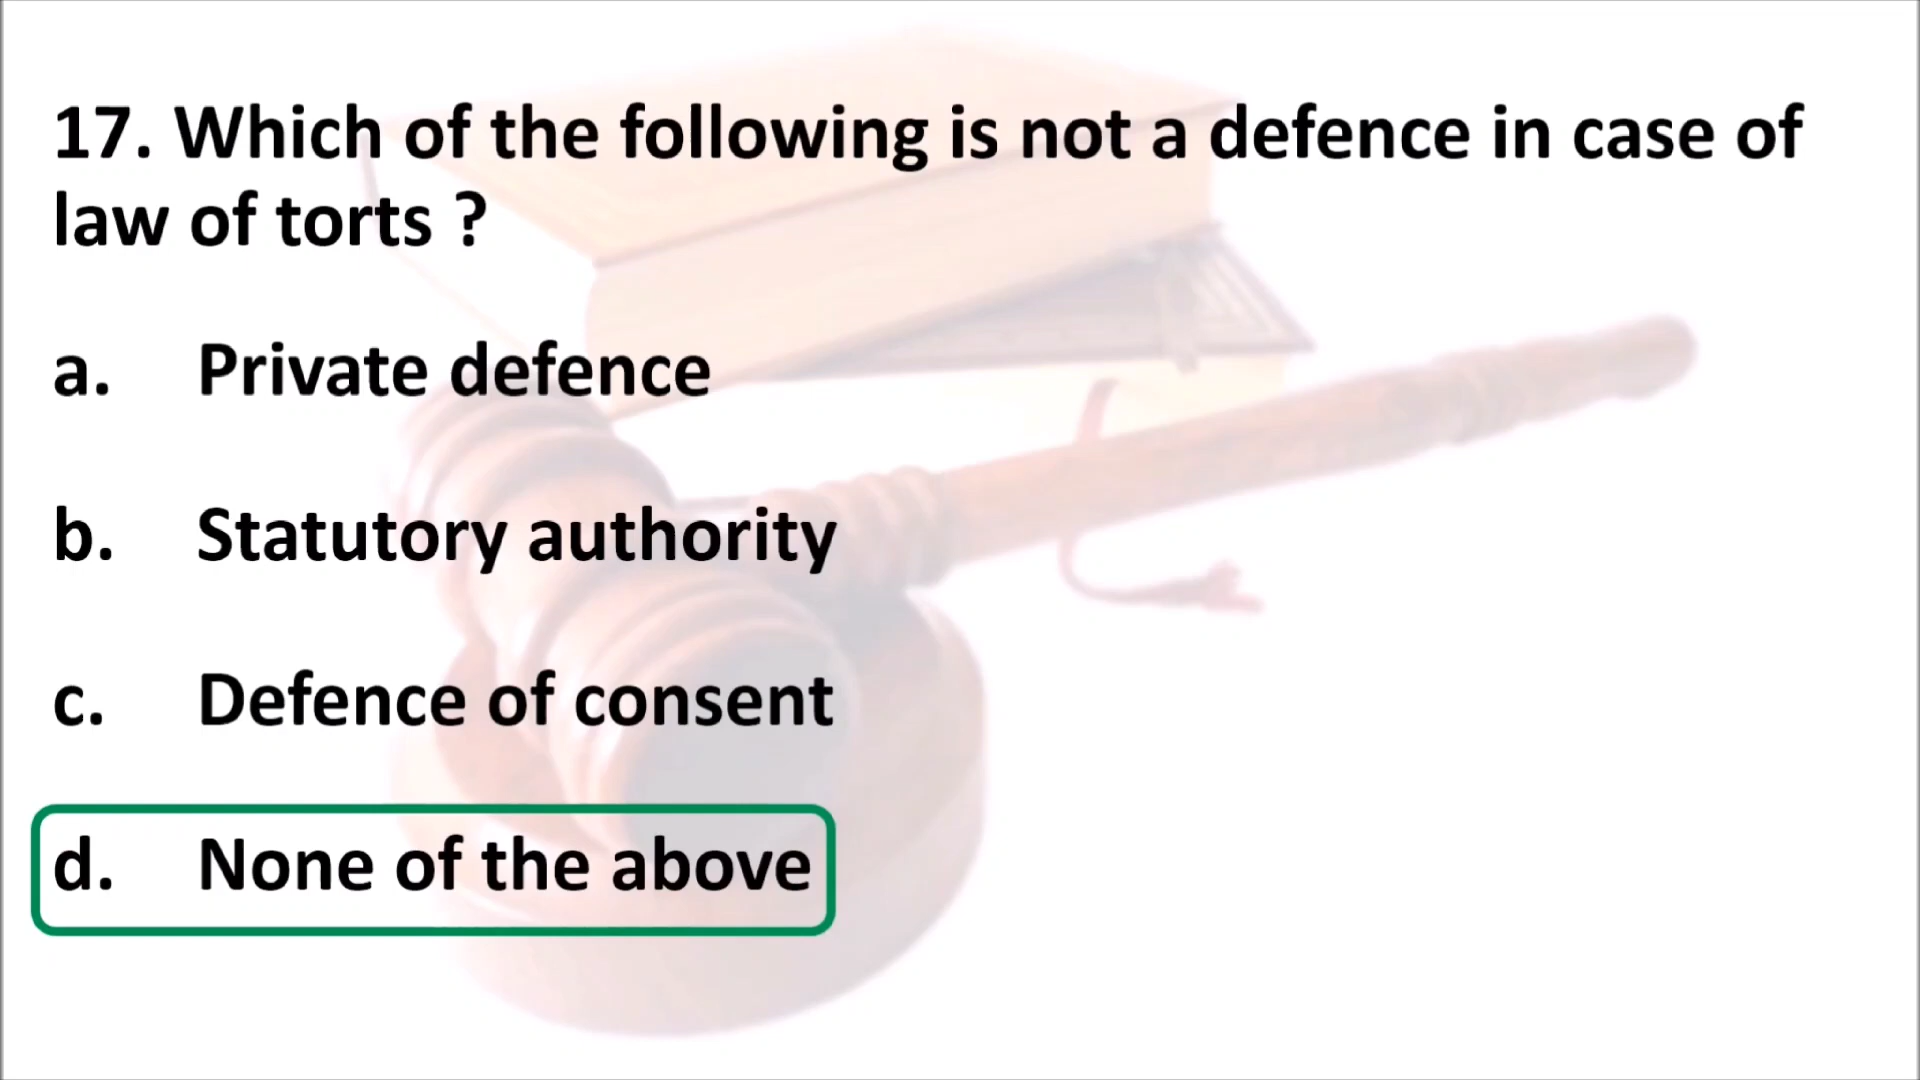 17. Which of the following is not a defence in case of
law of torts ?
a. Private defence
b. Statutory authority
c. Defence of consent
d. None of the above